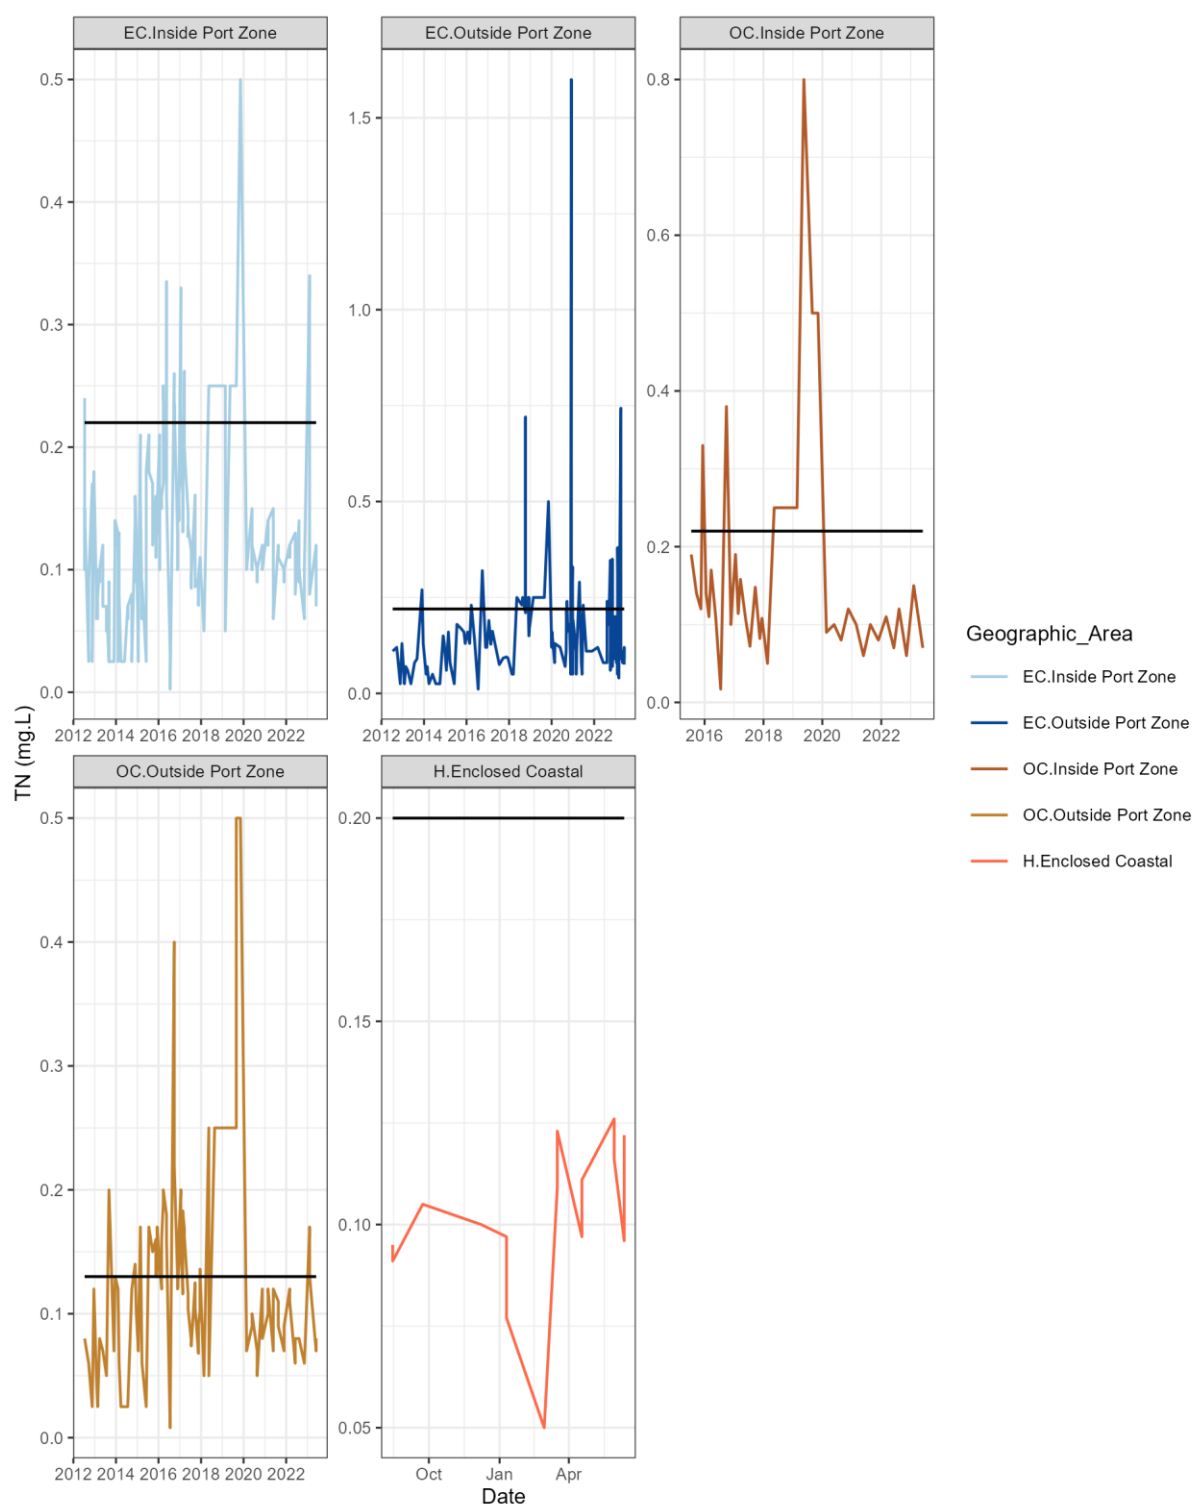 EC.Inside Port Zone
EC.Outside Port Zone
OC.Inside Port Zone
0.5
0.4
0.3
0.2
0.1
0.0
1.5
1.0
0.5
0.0
0.8
0.6
0.4
0.2
0.0
2012 2014 2016 2018 2020 2022
2012 2014 2016 2018 2020 2022
2016 2018 2020 2022
TN (mg.L)
OC.Outside Port Zone
H.Enclosed Coastal
0.5
0.4
0.3
0.2
0.1
0.0
0.20
0.15
0.10
0.05
2012 2014 2016 2018 2020 2022
Oct Jan Apr
Date
Geographic_Area
EC.Inside Port Zone
EC.Outside Port Zone
OC.Inside Port Zone
OC.Outside Port Zone
H.Enclosed Coastal